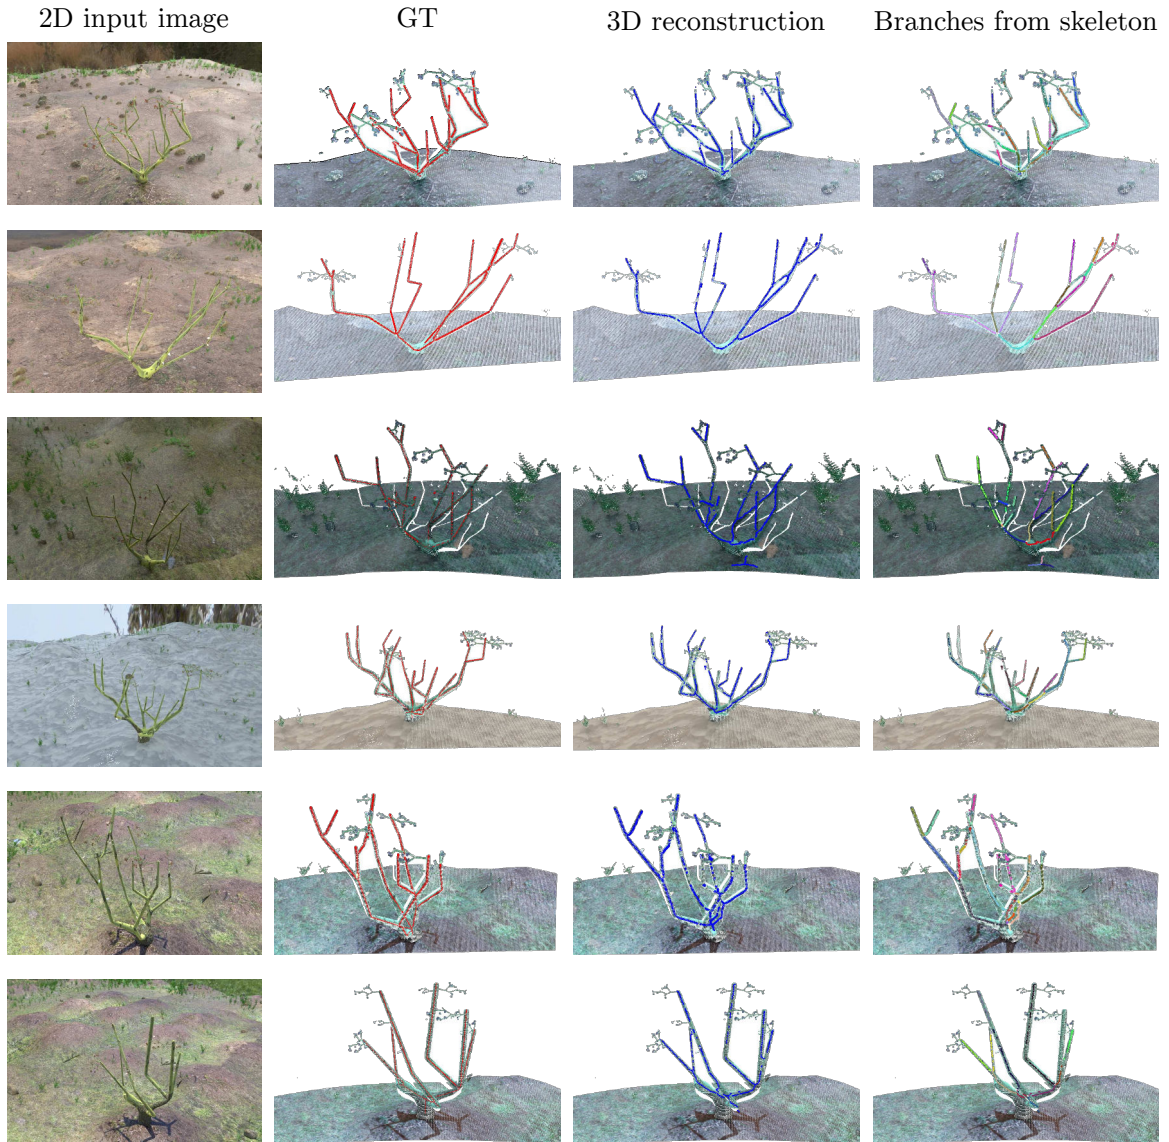 2D input image
GT
3D reconstruction
Branches from skeleton